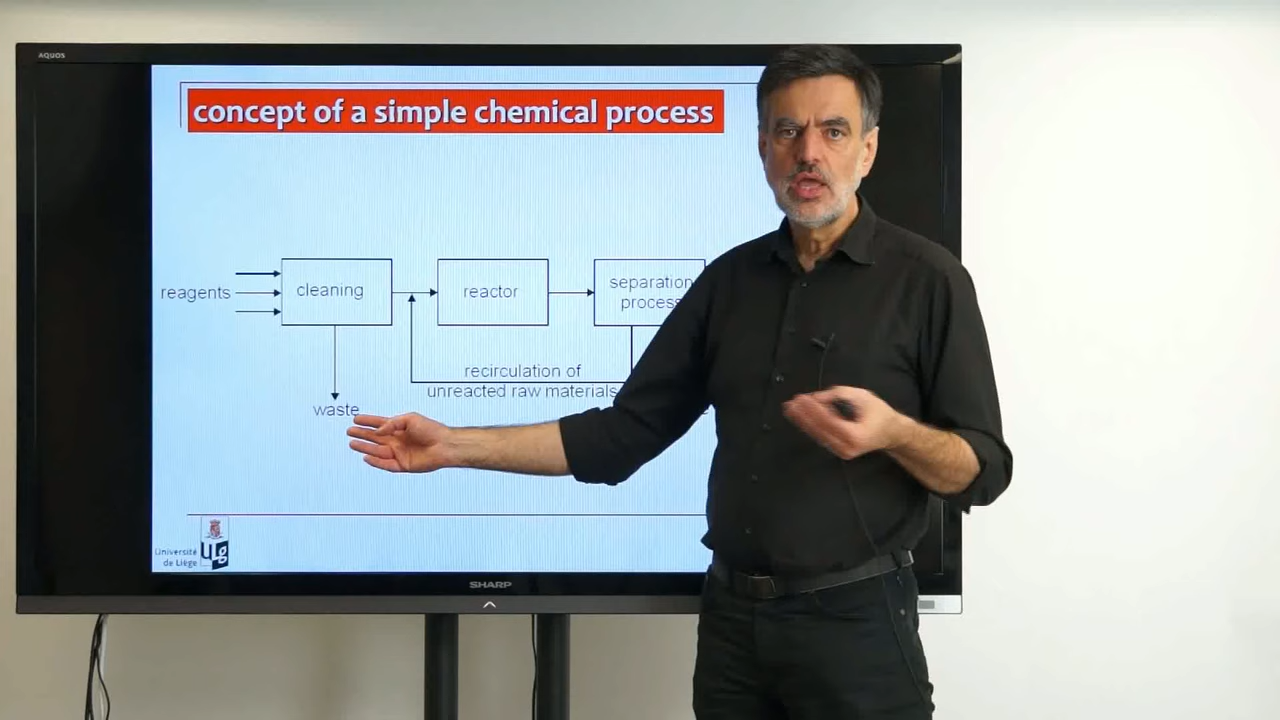 AQUOS
concept of a simple chemical process
reagents
cleaning
reactor
separation
process
recirculation of
unreacted raw materials
waste
Université
de Liège
ULg
SHARP